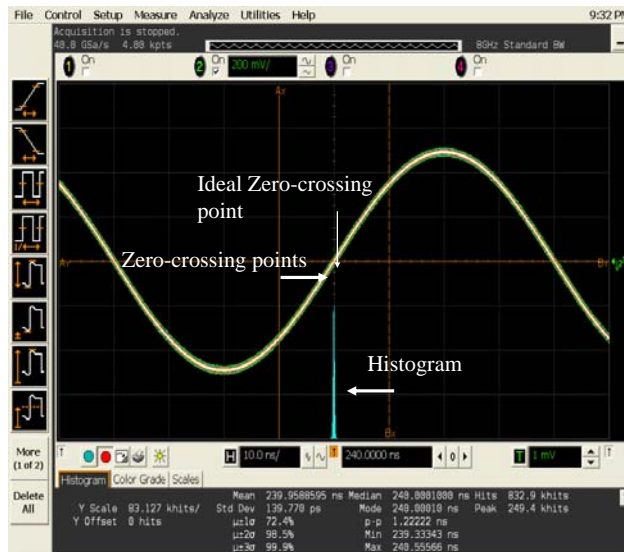 File Control Setup Measure Analyze Utilities Help 9:32 PM
Acquisition is stopped.
40.0 GSa/s 4.00 kpts 8GHz Standard BW
1 On 2 On 200 mV/ 3 On 4 On
Ax
Ideal Zero-crossing
point
Ay
Zero-crossing points
By
Histogram
Bx
More
(1 of 2)
Delete
All
H 10.0 ns/ 240.0000 ns 0 T 1 mV
Histogram Color Grade Scales
Mean 239.9588595 ns Median 240.0001000 ns Hits 832.9 khits
Y Scale 83.127 khits/ Std Dev 139.770 ps Mode 240.00010 ns Peak 249.4 khits
Y Offset 0 hits μ±1σ 72.4% p-p 1.22222 ns
μ±2σ 98.5% Min 239.33343 ns
μ±3σ 99.9% Max 240.55566 ns